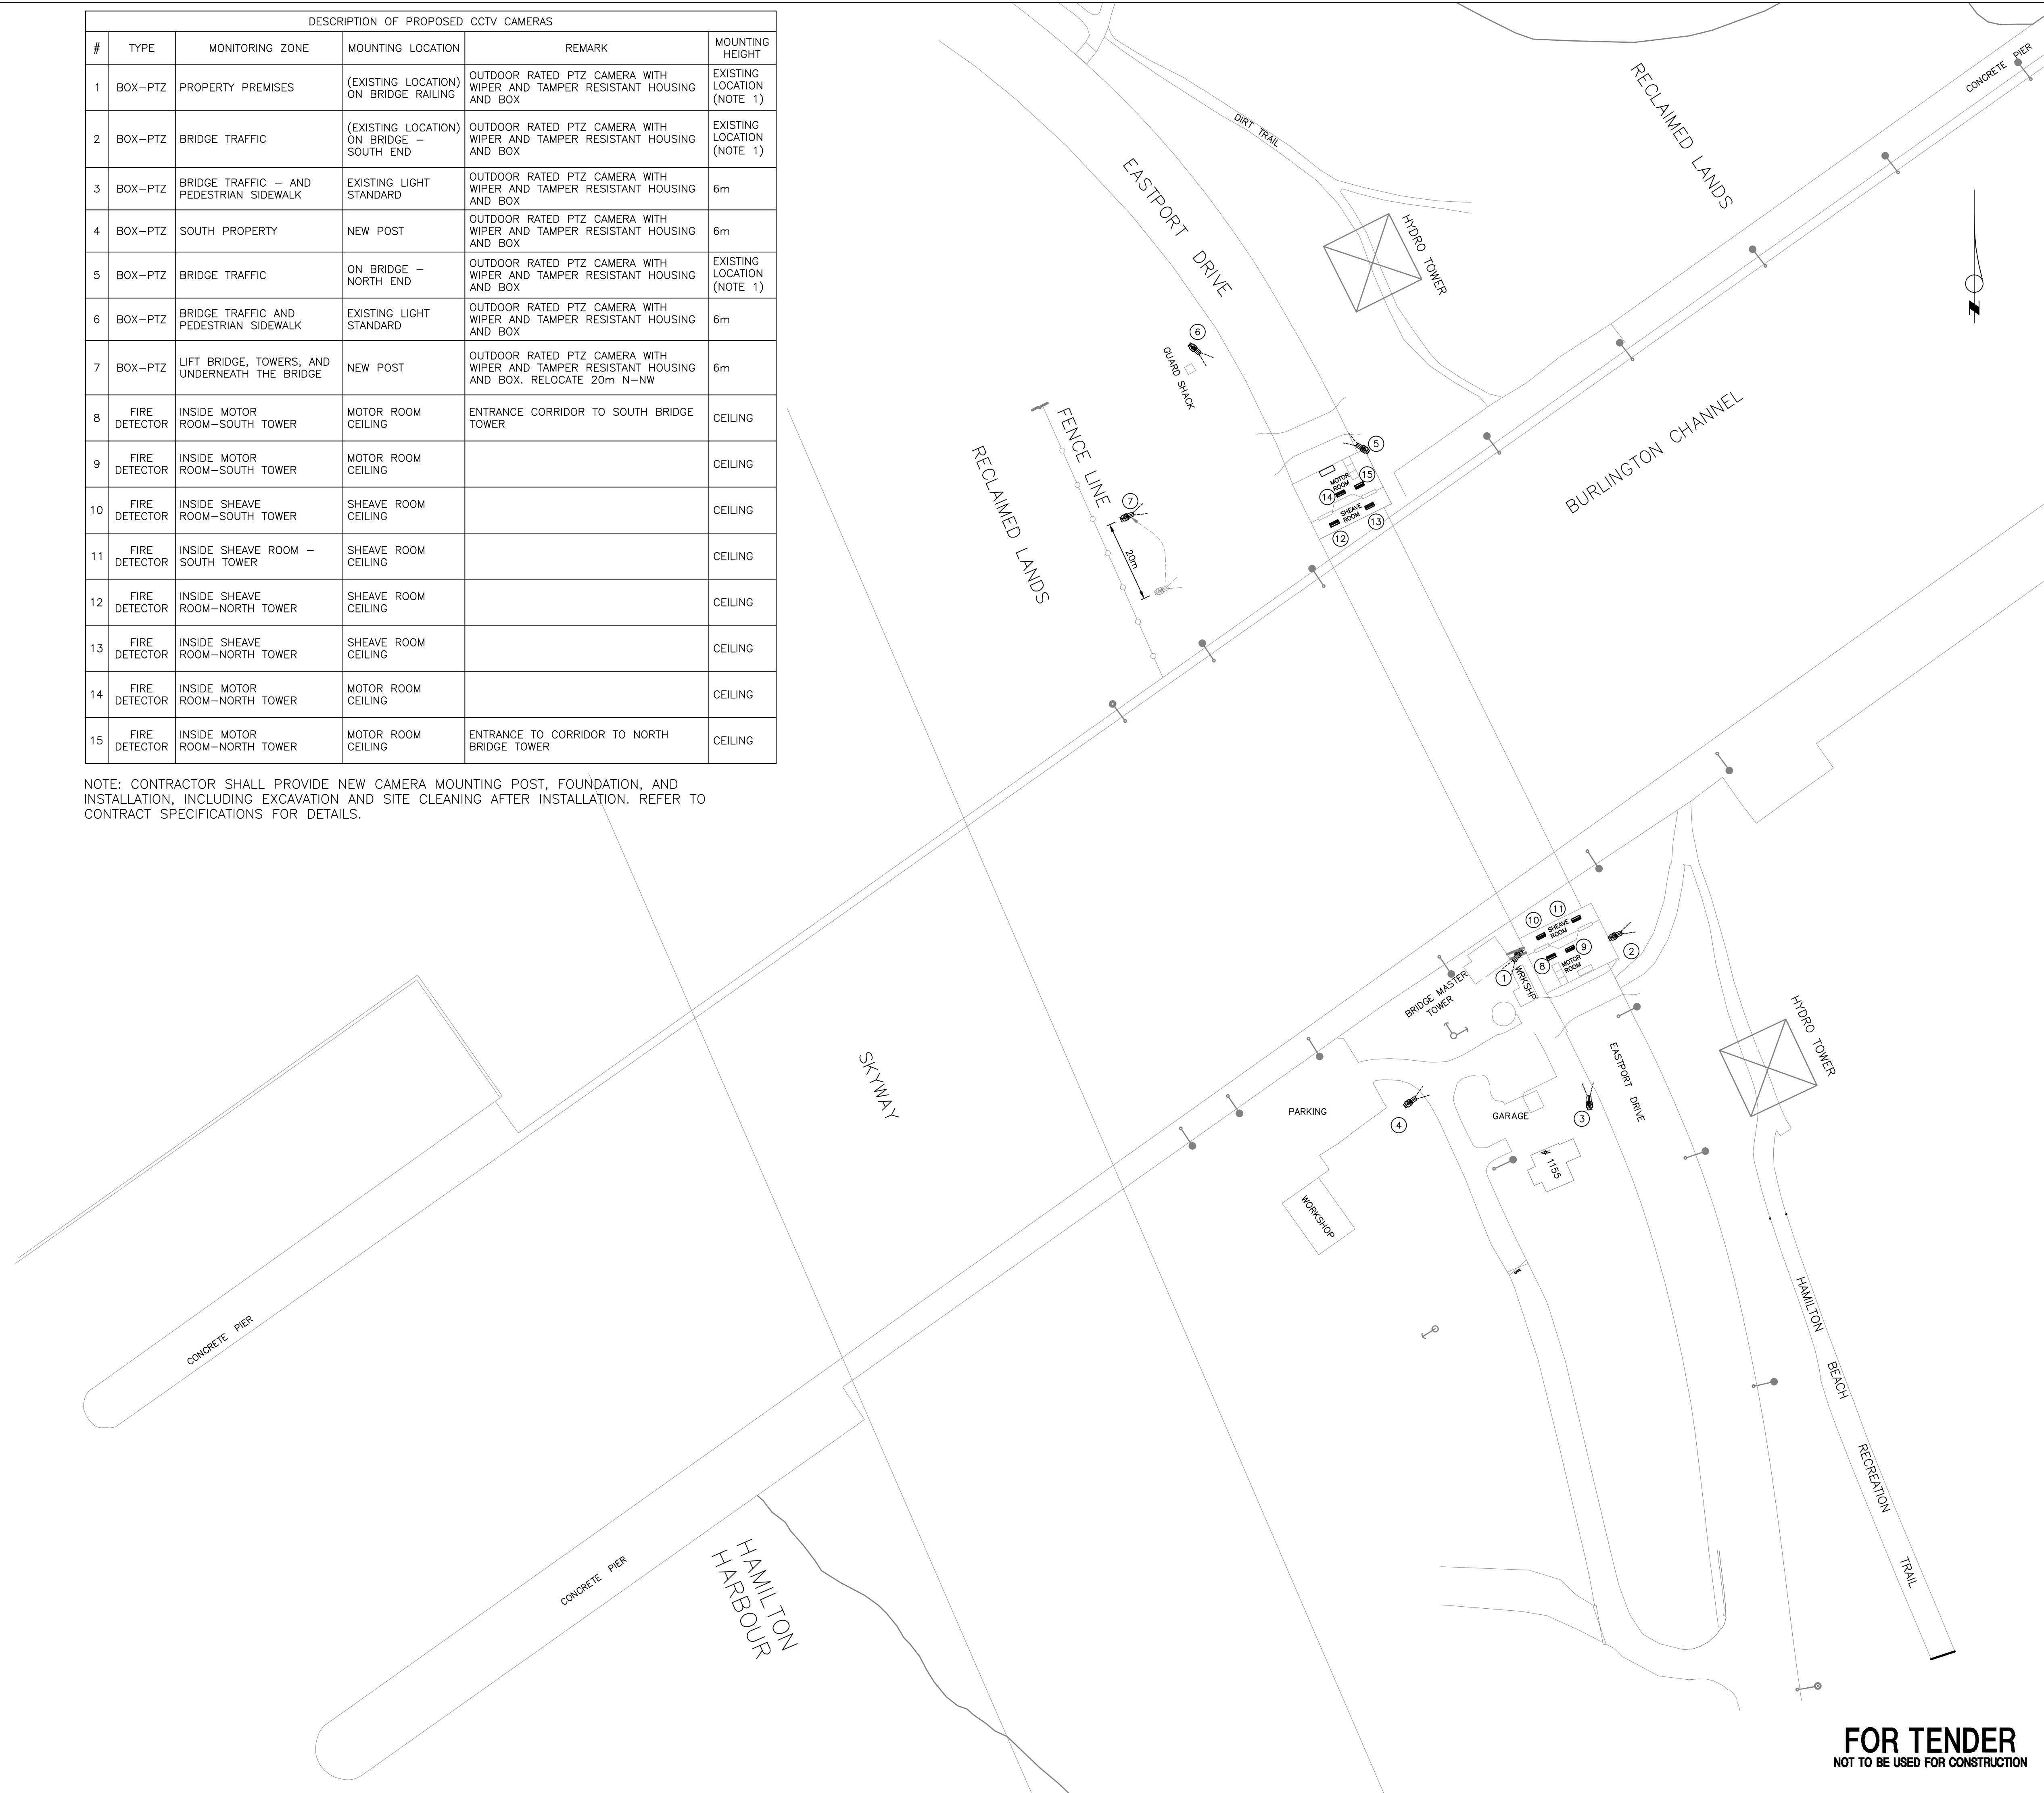 DESCRIPTION OF PROPOSED CCTV CAMERAS
# TYPE MONITORING ZONE MOUNTING LOCATION REMARK MOUNTING HEIGHT
1 BOX-PTZ PROPERTY PREMISES (EXISTING LOCATION) ON BRIDGE RAILING OUTDOOR RATED PTZ CAMERA WITH WIPER AND TAMPER RESISTANT HOUSING AND BOX EXISTING LOCATION (NOTE 1)
2 BOX-PTZ BRIDGE TRAFFIC (EXISTING LOCATION) ON BRIDGE - SOUTH END OUTDOOR RATED PTZ CAMERA WITH WIPER AND TAMPER RESISTANT HOUSING AND BOX EXISTING LOCATION (NOTE 1)
3 BOX-PTZ BRIDGE TRAFFIC - AND PEDESTRIAN SIDEWALK EXISTING LIGHT STANDARD OUTDOOR RATED PTZ CAMERA WITH WIPER AND TAMPER RESISTANT HOUSING AND BOX 6m
4 BOX-PTZ SOUTH PROPERTY NEW POST OUTDOOR RATED PTZ CAMERA WITH WIPER AND TAMPER RESISTANT HOUSING AND BOX 6m
5 BOX-PTZ BRIDGE TRAFFIC ON BRIDGE - NORTH END OUTDOOR RATED PTZ CAMERA WITH WIPER AND TAMPER RESISTANT HOUSING AND BOX EXISTING LOCATION (NOTE 1)
6 BOX-PTZ BRIDGE TRAFFIC AND PEDESTRIAN SIDEWALK EXISTING LIGHT STANDARD OUTDOOR RATED PTZ CAMERA WITH WIPER AND TAMPER RESISTANT HOUSING AND BOX 6m
7 BOX-PTZ LIFT BRIDGE, TOWERS, AND UNDERNEATH THE BRIDGE NEW POST OUTDOOR RATED PTZ CAMERA WITH WIPER AND TAMPER RESISTANT HOUSING AND BOX. RELOCATE 20m N-NW 6m
8 FIRE DETECTOR INSIDE MOTOR ROOM-SOUTH TOWER MOTOR ROOM CEILING ENTRANCE CORRIDOR TO SOUTH BRIDGE TOWER CEILING
9 FIRE DETECTOR INSIDE MOTOR ROOM-SOUTH TOWER MOTOR ROOM CEILING CEILING
10 FIRE DETECTOR INSIDE SHEAVE ROOM-SOUTH TOWER SHEAVE ROOM CEILING CEILING
11 FIRE DETECTOR INSIDE SHEAVE ROOM - SOUTH TOWER SHEAVE ROOM CEILING CEILING
12 FIRE DETECTOR INSIDE SHEAVE ROOM-NORTH TOWER SHEAVE ROOM CEILING CEILING
13 FIRE DETECTOR INSIDE SHEAVE ROOM-NORTH TOWER SHEAVE ROOM CEILING CEILING
14 FIRE DETECTOR INSIDE MOTOR ROOM-NORTH TOWER MOTOR ROOM CEILING CEILING
15 FIRE DETECTOR INSIDE MOTOR ROOM-NORTH TOWER MOTOR ROOM CEILING ENTRANCE TO CORRIDOR TO NORTH BRIDGE TOWER CEILING
NOTE: CONTRACTOR SHALL PROVIDE NEW CAMERA MOUNTING POST, FOUNDATION, AND
INSTALLATION, INCLUDING EXCAVATION AND SITE CLEANING AFTER INSTALLATION. REFER TO
CONTRACT SPECIFICATIONS FOR DETAILS.
CONCRETE PIER
RECLAIMED LANDS
DIRT TRAIL
EASTPORT DRIVE
HYDRO TOWER
N
6
GUARD SHACK
FENCE LINE
RECLAIMED LANDS
BURLINGTON CHANNEL
5
15
MOTOR
ROOM
14
SHEAVE
ROOM
13
12
7
20m
11
10
SHEAVE
ROOM
9
2
8
MOTOR
ROOM
1
WRKSHP
BRIDGE MASTER
TOWER
HYDRO TOWER
EASTPORT DRIVE
SKYWAY
PARKING
GARAGE
4
3
1155
WORKSHOP
HAMILTON BEACH RECREATION TRAIL
CONCRETE PIER
CONCRETE PIER
HAMILTON
HARBOUR
FOR TENDER
NOT TO BE USED FOR CONSTRUCTION